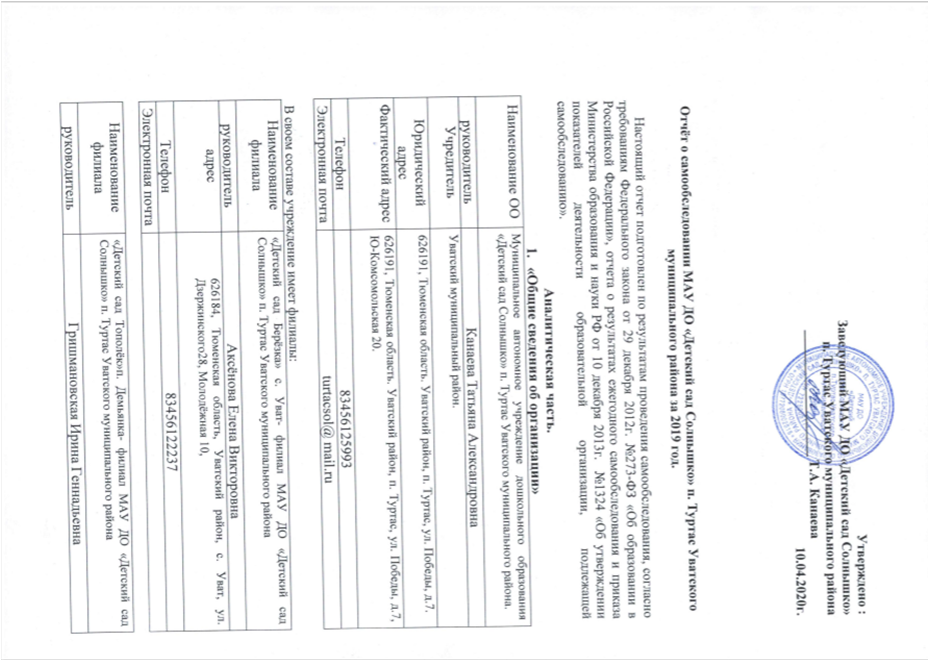 Утверждено :
Заведующий МАУ ДО «Детский сад Солнышко»
п. Туртас Уватского муниципального района
Т.А. Канаева
10.04.2020г.
Отчёт о самообследовании МАУ ДО «Детский сад Солнышко» п. Туртас Уватского
муниципального района за 2019 год.
Настоящий отчет подготовлен по результатам проведения самообследования, согласно
требованиям Федерального закона от 29 декабря 2012г. №273-ФЗ «Об образовании в
Российской Федерации», отчета о результатах ежегодного самообследования и приказа
Министерства образования и науки РФ от 10 декабря 2013г. №1324 «Об утверждении
показателей деятельности образовательной организации, подлежащей
самообследованию».
Аналитическая часть.
1. «Общие сведения об организации»
Наименование ОО
Муниципальное автономное учреждение дошкольного образования
«Детский сад Солнышко» п. Туртас Уватского муниципального района.
руководитель
Канаева Татьяна Александровна
Учредитель
Уватский муниципальный район.
Юридический
адрес
626191, Тюменская область. Уватский район, п. Туртас, ул. Победы, д.7.
Фактический адрес
626191, Тюменская область. Уватский район, п. Туртас, ул. Победы, д.7,
Ю-Комсомольская 20.
Телефон
83456125993
Электронная почта
turtacsol@ mail.ru
В своем составе учреждение имеет филиалы:
Наименование
филиала
«Детский сад Берёзка» с. Уват- филиал МАУ ДО «Детский сад
Солнышко» п. Туртас Уватского муниципального района
руководитель
Аксёнова Елена Викторовна
адрес
626184, Тюменская область, Уватский район, с. Уват, ул.
Дзержинского28, Молодёжная 10,
Телефон
83456122237
Электронная почта
Наименование
филиала
«Детский сад Тополёк»п. Демьянка- филиал МАУ ДО «Детский сад
Солнышко» п. Туртас Уватского муниципального района
руководитель
Гришмановская Ирина Геннадьевна